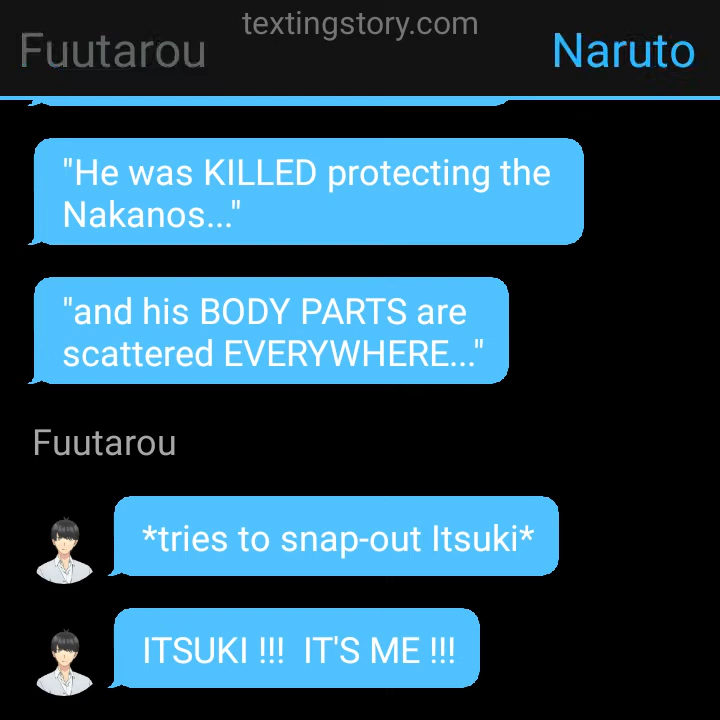 textingstory.com
Fuutarou
Naruto
"He was KILLED protecting the
Nakanos..."
"and his BODY PARTS are
scattered EVERYWHERE..."
Fuutarou
*tries to snap-out Itsuki*
ITSUKI !!!  IT'S ME !!!